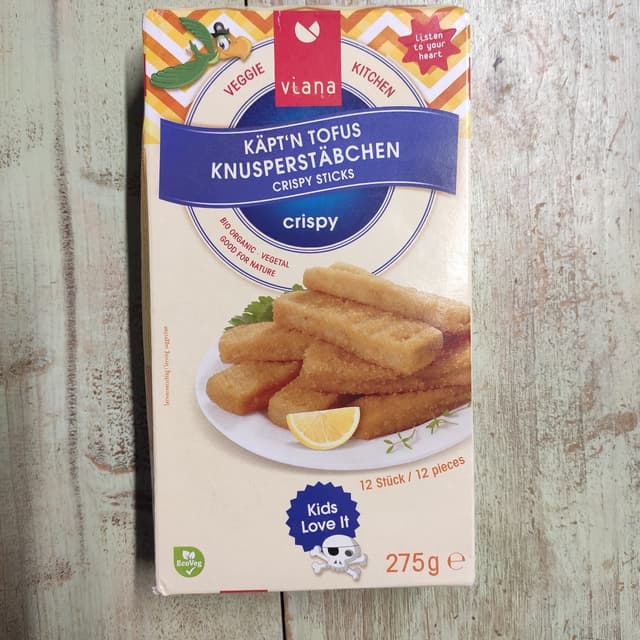 listen
to your
heart
VEGGIE KITCHEN
viana
KÄPT'N TOFUS
KNUSPERSTÄBCHEN
CRISPY STICKS
crispy
BIO ORGANIC · VEGETAL
GOOD FOR NATURE
12 Stück / 12 pieces
Kids
Love It
EcoVeg
275g ℮